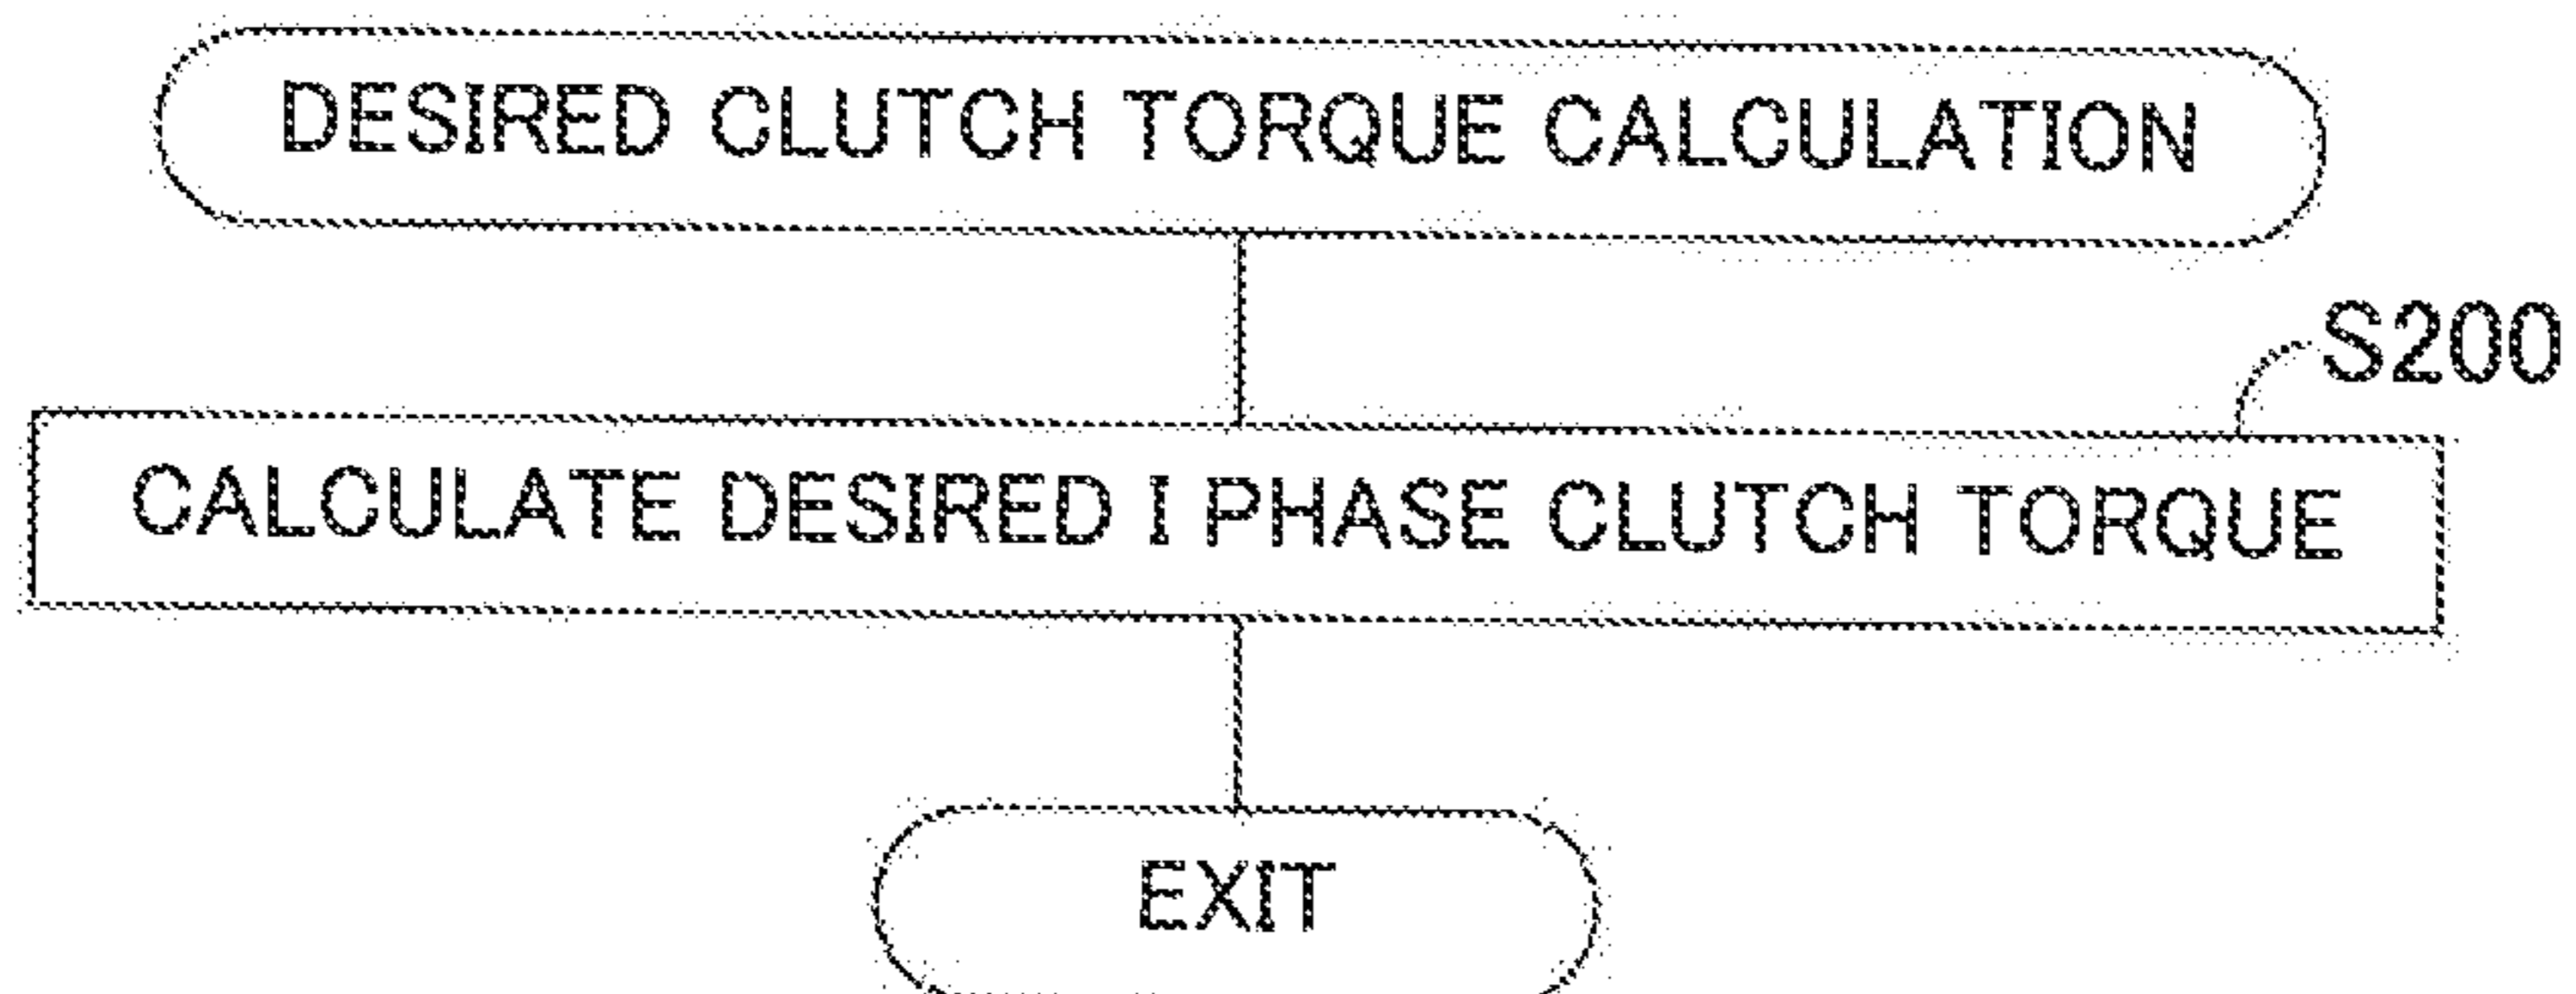 DESIRED CLUTCH TORQUE CALCULATION
S200
CALCULATE DESIRED I PHASE CLUTCH TORQUE
EXIT